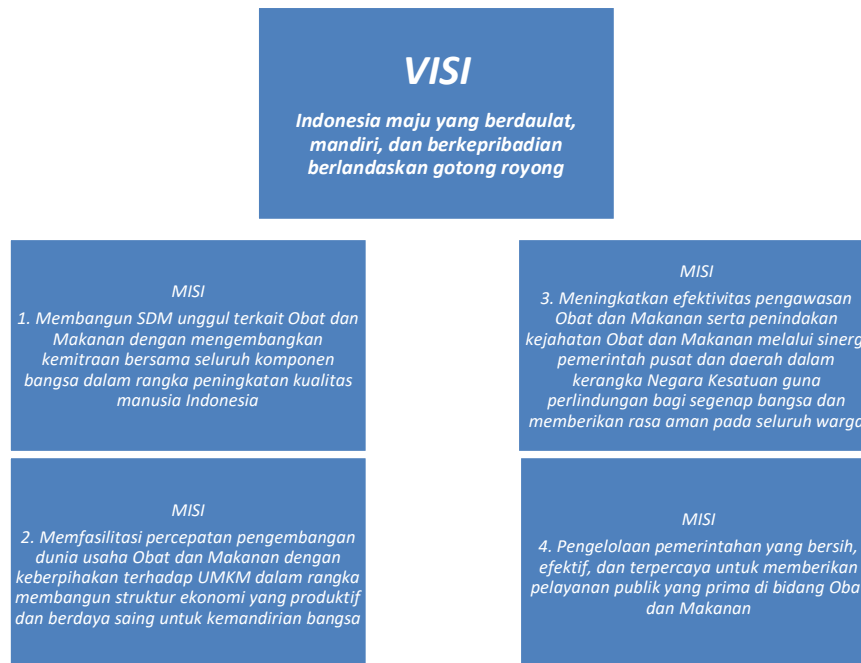 VISI
Indonesia maju yang berdaulat,
mandiri, dan berkepribadian
berlandaskan gotong royong
MISI
1. Membangun SDM unggul terkait Obat dan
Makanan dengan mengembangkan
kemitraan bersama seluruh komponen
bangsa dalam rangka peningkatan kualitas
manusia Indonesia
MISI
2. Memfasilitasi percepatan pengembangan
dunia usaha Obat dan Makanan dengan
keberpihakan terhadap UMKM dalam rangka
membangun struktur ekonomi yang produktif
dan berdaya saing untuk kemandirian bangsa
MISI
3. Meningkatkan efektivitas pengawasan
Obat dan Makanan serta penindakan
kejahatan Obat dan Makanan melalui sinerg
pemerintah pusat dan daerah dalam
kerangka Negara Kesatuan guna
perlindungan bagi segenap bangsa dan
memberikan rasa aman pada seluruh warga
MISI
4. Pengelolaan pemerintahan yang bersih,
efektif, dan terpercaya untuk memberikan
pelayanan publik yang prima di bidang Oba
dan Makanan